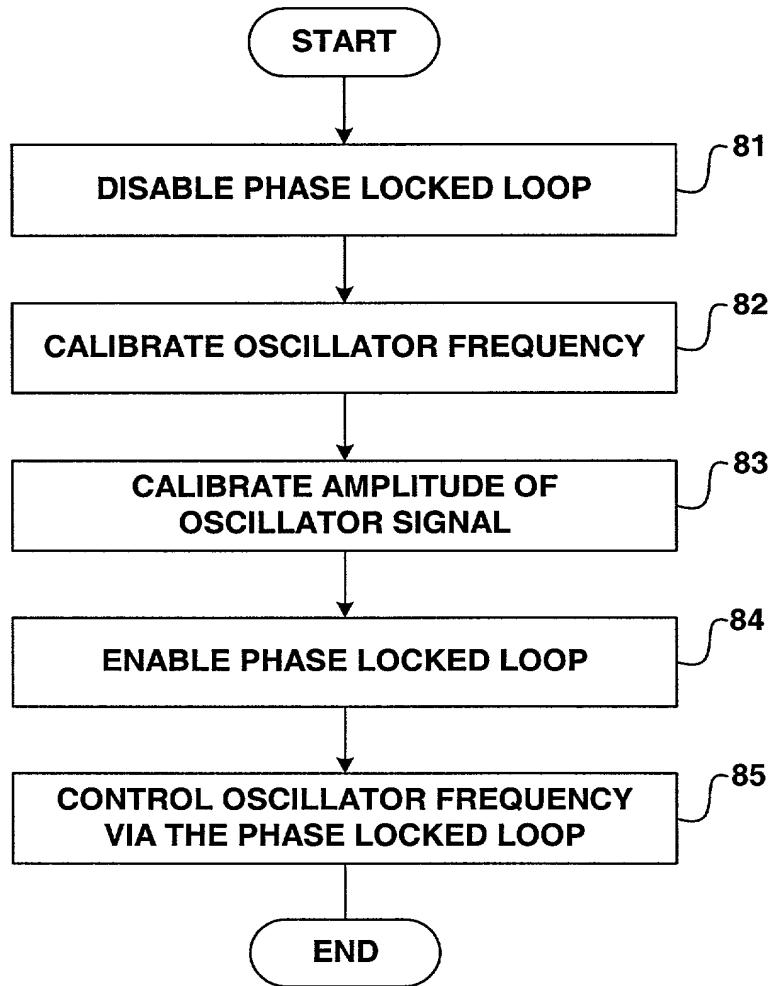 START
81
DISABLE PHASE LOCKED LOOP
82
CALIBRATE OSCILLATOR FREQUENCY
83
CALIBRATE AMPLITUDE OF
OSCILLATOR SIGNAL
84
ENABLE PHASE LOCKED LOOP
85
CONTROL OSCILLATOR FREQUENCY
VIA THE PHASE LOCKED LOOP
END